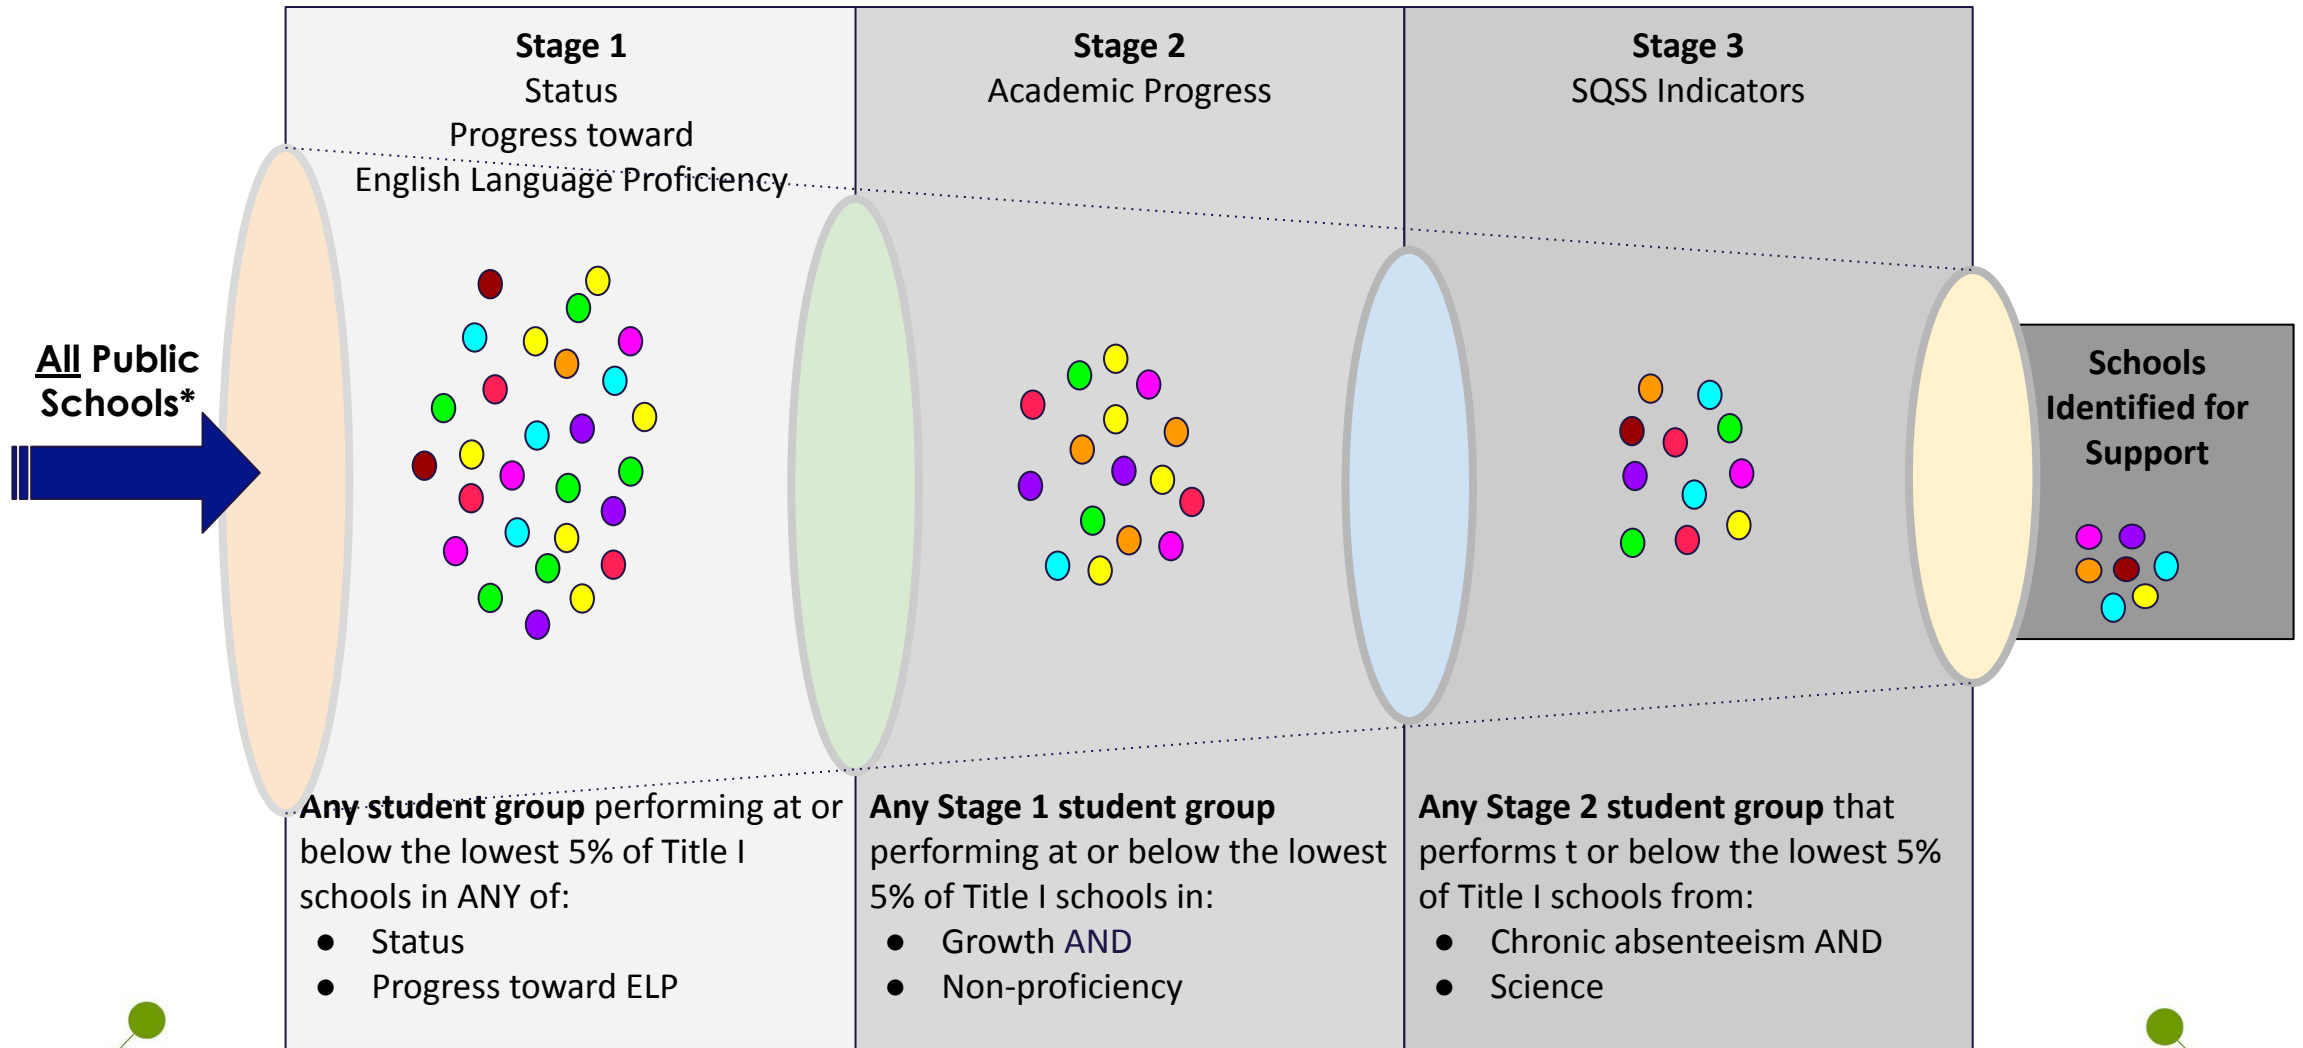 Stage 1
Status
Progress toward
English Language Proficiency
Stage 2
Academic Progress
Stage 3
SQSS Indicators
All Public
Schools*
Schools
Identified for
Support
Any student group performing at or
below the lowest 5% of Title I
schools in ANY of:
● Status
● Progress toward ELP
Any Stage 1 student group
performing at or below the lowest
5% of Title I schools in:
● Growth AND
● Non-proficiency
Any Stage 2 student group that
performs t or below the lowest 5%
of Title I schools from:
● Chronic absenteeism AND
● Science